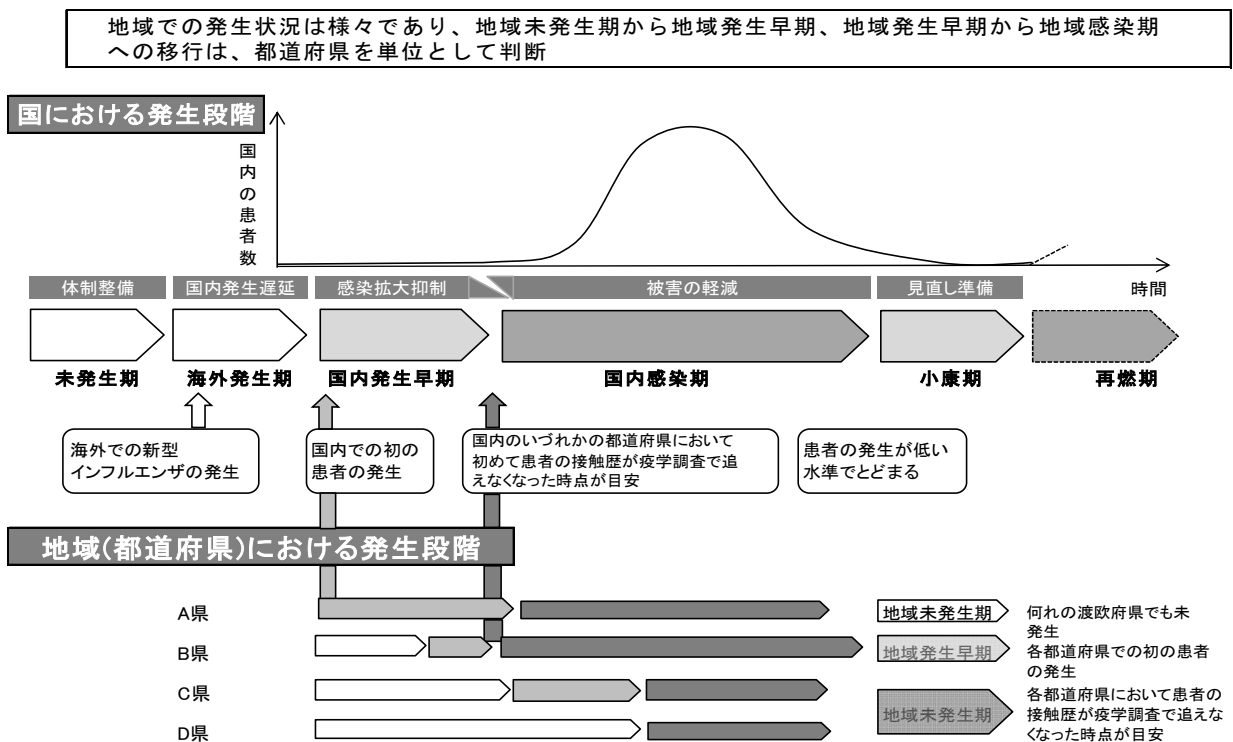 地域での発生状況は様々であり、地域未発生期から地域発生早期、地域発生早期から地域感染期
への移行は、都道府県を単位として判断
国における発生段階
国内の患者数
体制整備
国内発生遅延
感染拡大抑制
被害の軽減
見直し準備
時間
未発生期
海外発生期
国内発生早期
国内感染期
小康期
再燃期
海外での新型
インフルエンザの発生
国内での初の
患者の発生
国内のいづれかの都道府県において
初めて患者の接触歴が疫学調査で追
えなくなった時点が目安
患者の発生が低い
水準でとどまる
地域(都道府県)における発生段階
A県
B県
C県
D県
地域未発生期
何れの渡欧府県でも未
発生
地域発生早期
各都道府県での初の患者
の発生
地域未発生期
各都道府県において患者の
接触歴が疫学調査で追えな
くなった時点が目安